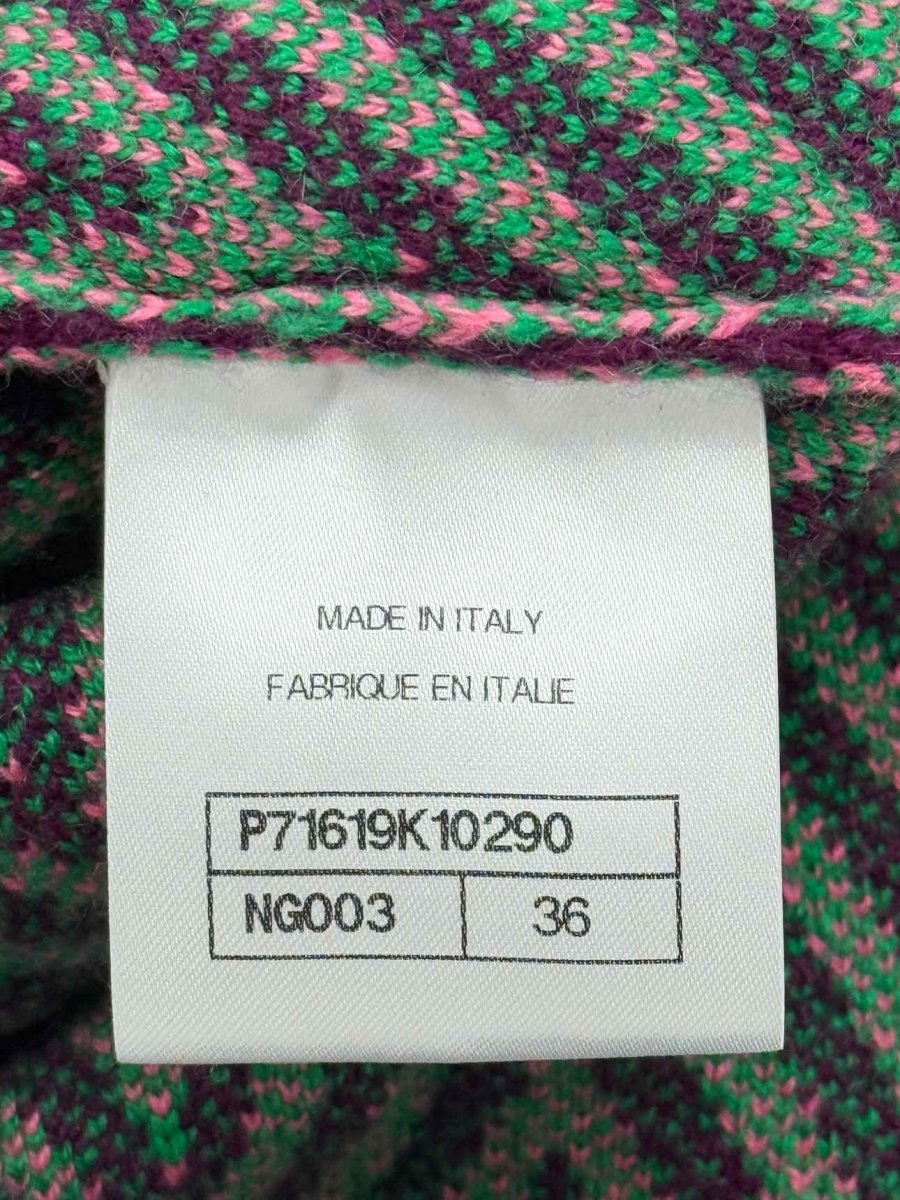 MADE IN ITALY
FABRIQUE EN ITALIE
P71619K10290
NG003 36